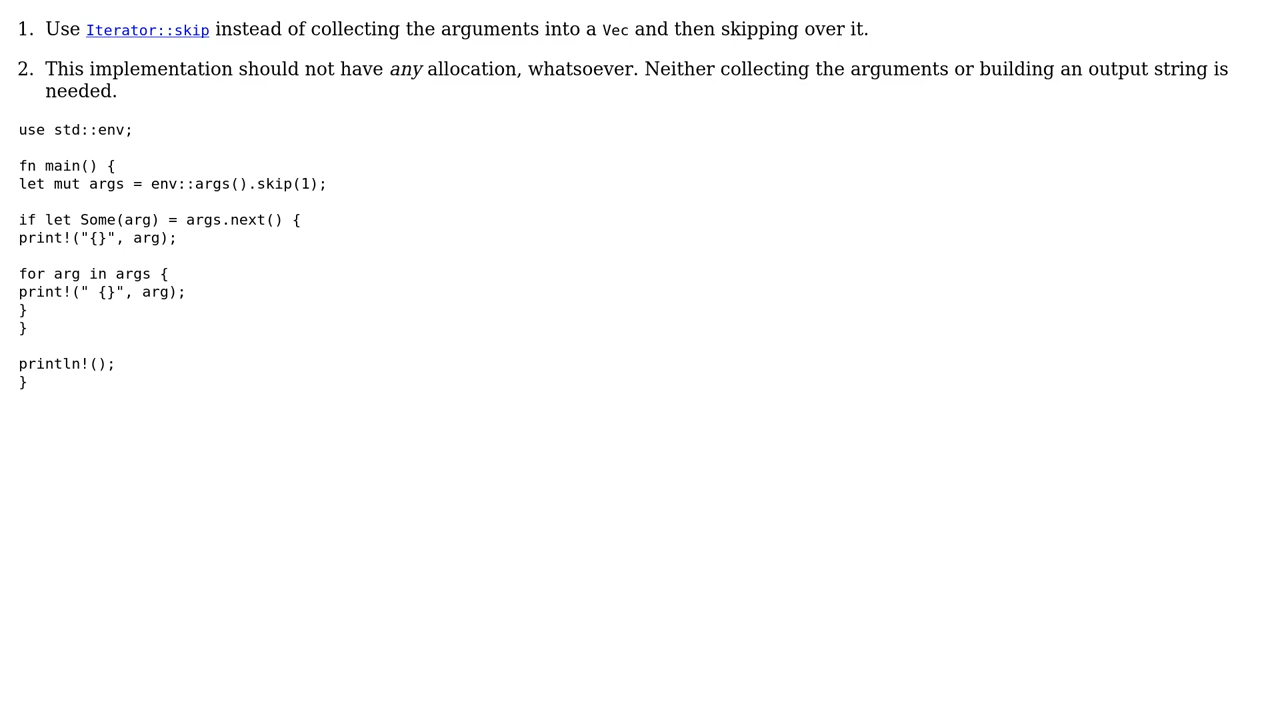 1. Use Iterator::skip instead of collecting the arguments into a Vec and then skipping over it.
2. This implementation should not have any allocation, whatsoever. Neither collecting the arguments or building an output string is
needed.
use std::env;
fn main() {
let mut args = env::args().skip(1);
if let Some(arg) = args.next() {
print!("{}", arg);
for arg in args {
print!(" {}", arg);
}
}
println!();
}